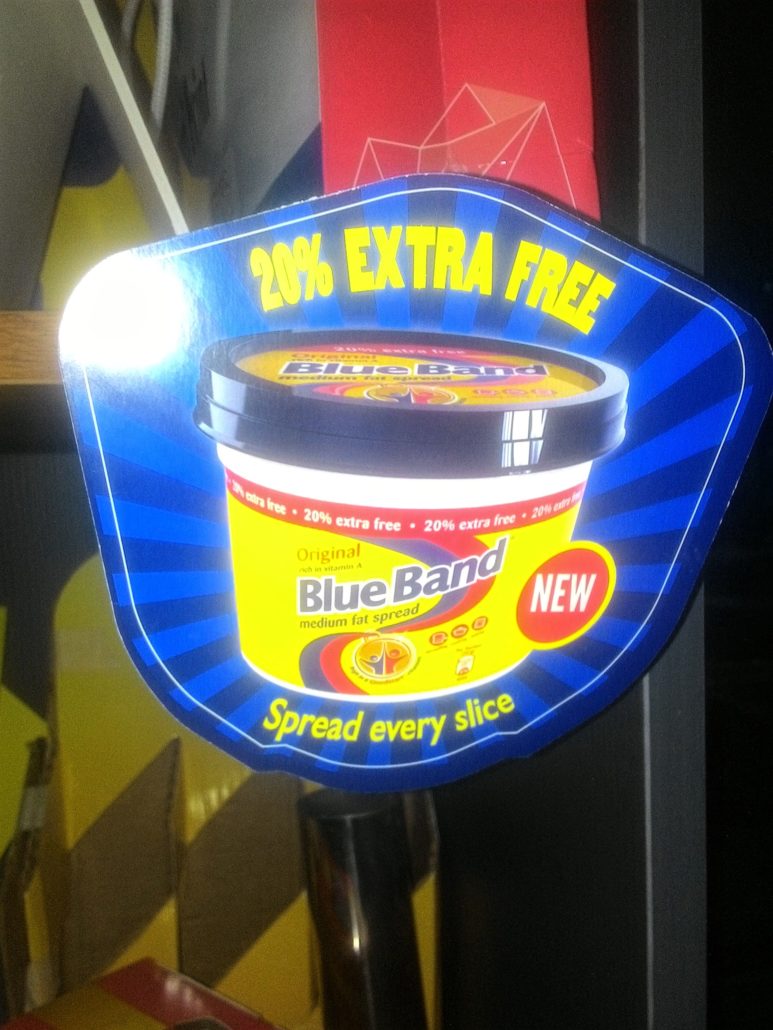 20% EXTRA FREE
20% extra free
Original
Blue Band
medium fat spread
20% extra free • 20% extra free • 20% extra free • 20% extra free
Original
rich in vitamin A
Blue Band
medium fat spread
NEW
Spread every slice